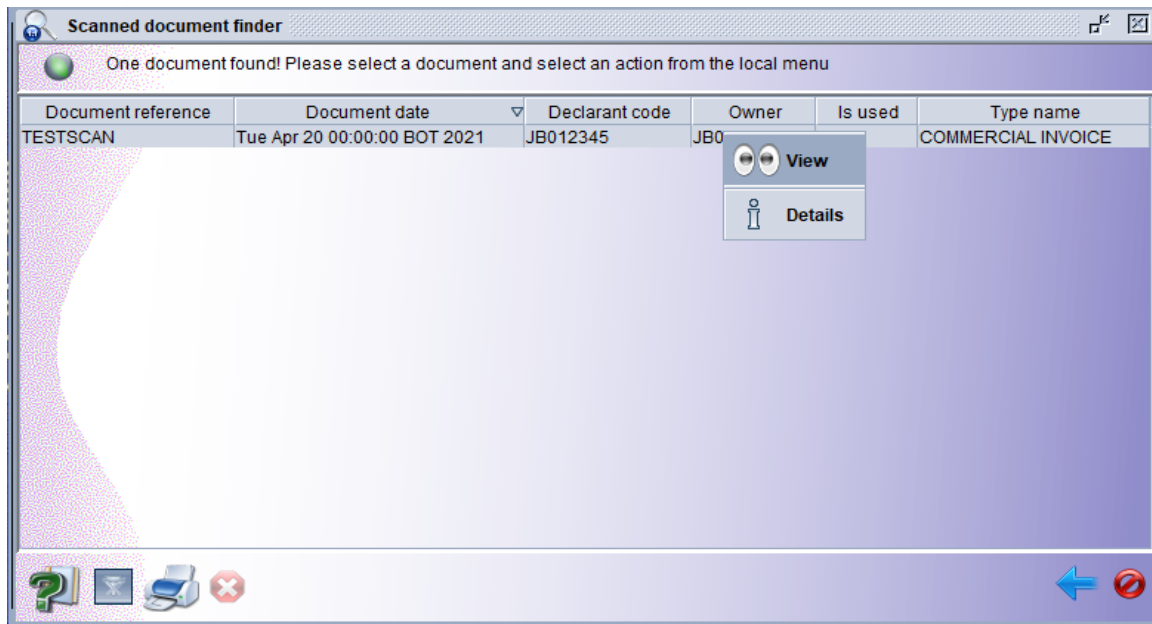 Scanned document finder
One document found! Please select a document and select an action from the local menu
Document reference Document date Declarant code Owner Is used Type name
TESTSCAN Tue Apr 20 00:00:00 BOT 2021 JB012345 JB0 COMMERCIAL INVOICE
View
Details